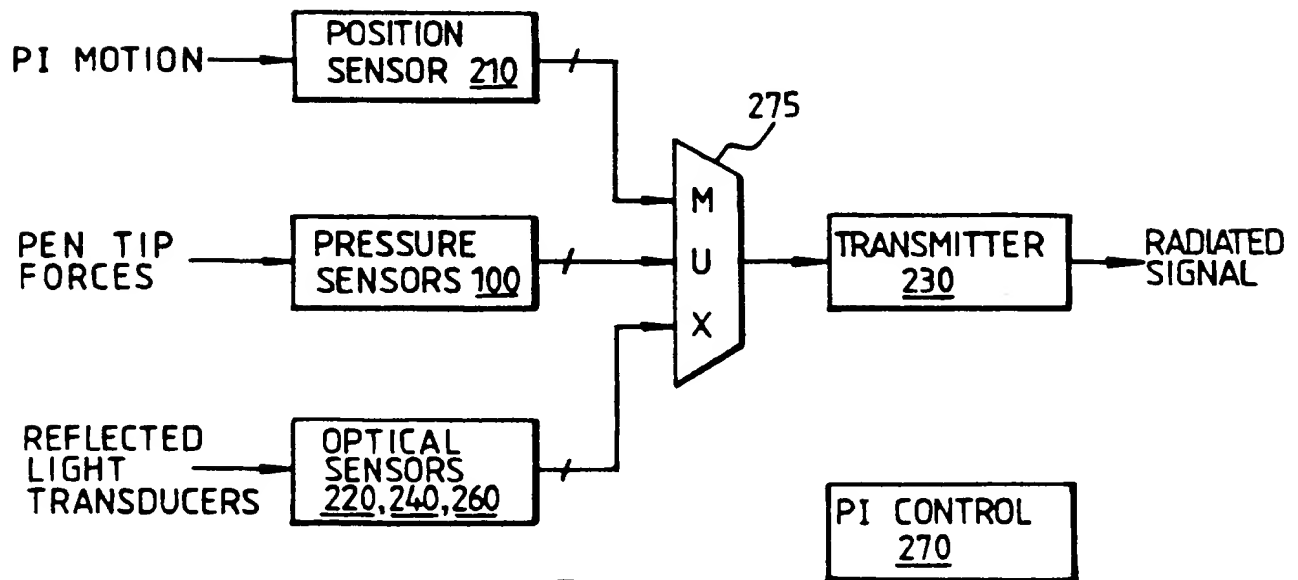 PI MOTION
POSITION
SENSOR 210
275
PEN TIP
FORCES
PRESSURE
SENSORS 100
M
U
X
TRANSMITTER
230
RADIATED
SIGNAL
REFLECTED
LIGHT
TRANSDUCERS
OPTICAL
SENSORS
220, 240, 260
PI CONTROL
270